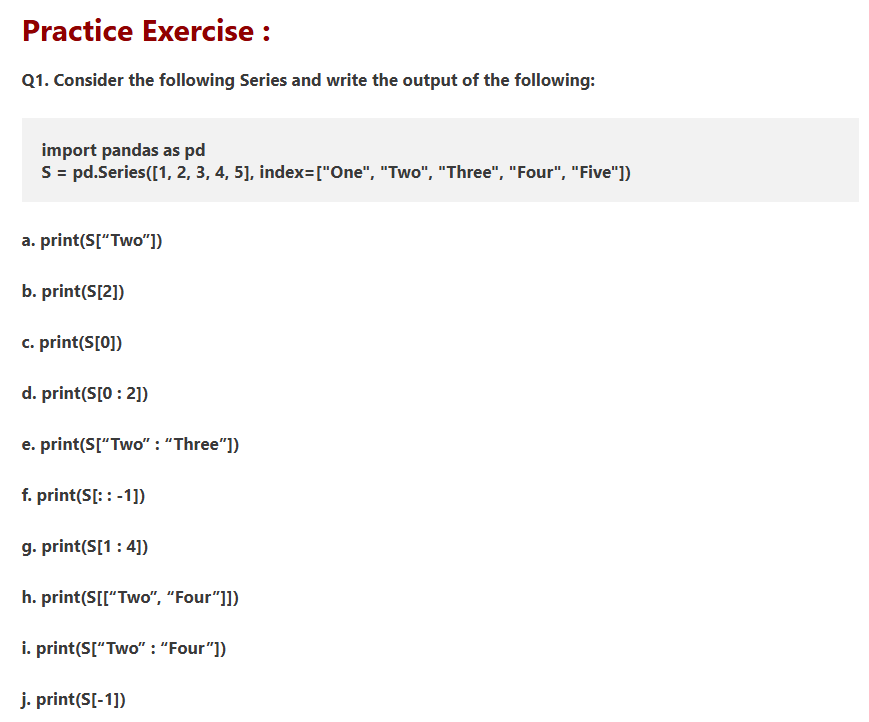 Practice Exercise :
Q1. Consider the following Series and write the output of the following:
import pandas as pd
S = pd.Series([1, 2, 3, 4, 5], index=["One", "Two", "Three", "Four", "Five"])
a. print(S[“Two”])
b. print(S[2])
c. print(S[0])
d. print(S[0 : 2])
e. print(S[“Two” : “Three”])
f. print(S[: : -1])
g. print(S[1 : 4])
h. print(S[[“Two”, “Four”]])
i. print(S[“Two” : “Four”])
j. print(S[-1])